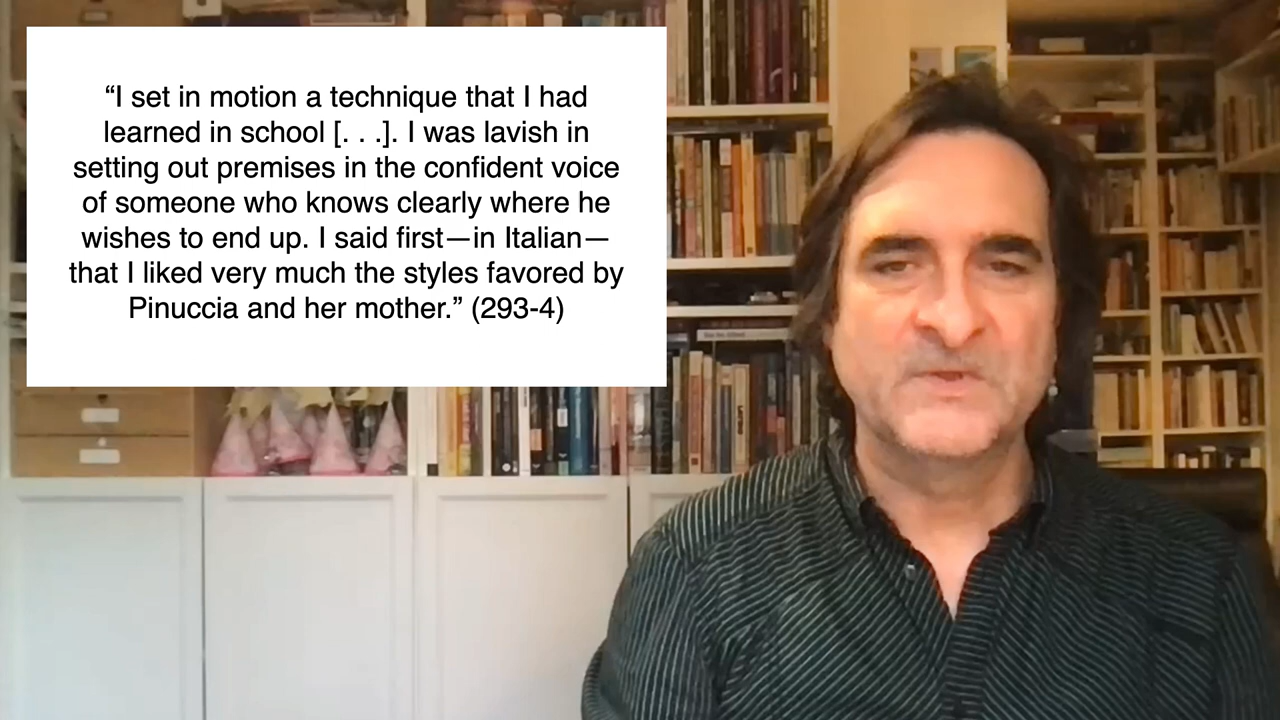 “I set in motion a technique that I had
learned in school [. . .]. I was lavish in
setting out premises in the confident voice
of someone who knows clearly where he
wishes to end up. I said first—in Italian—
that I liked very much the styles favored by
Pinuccia and her mother.” (293-4)